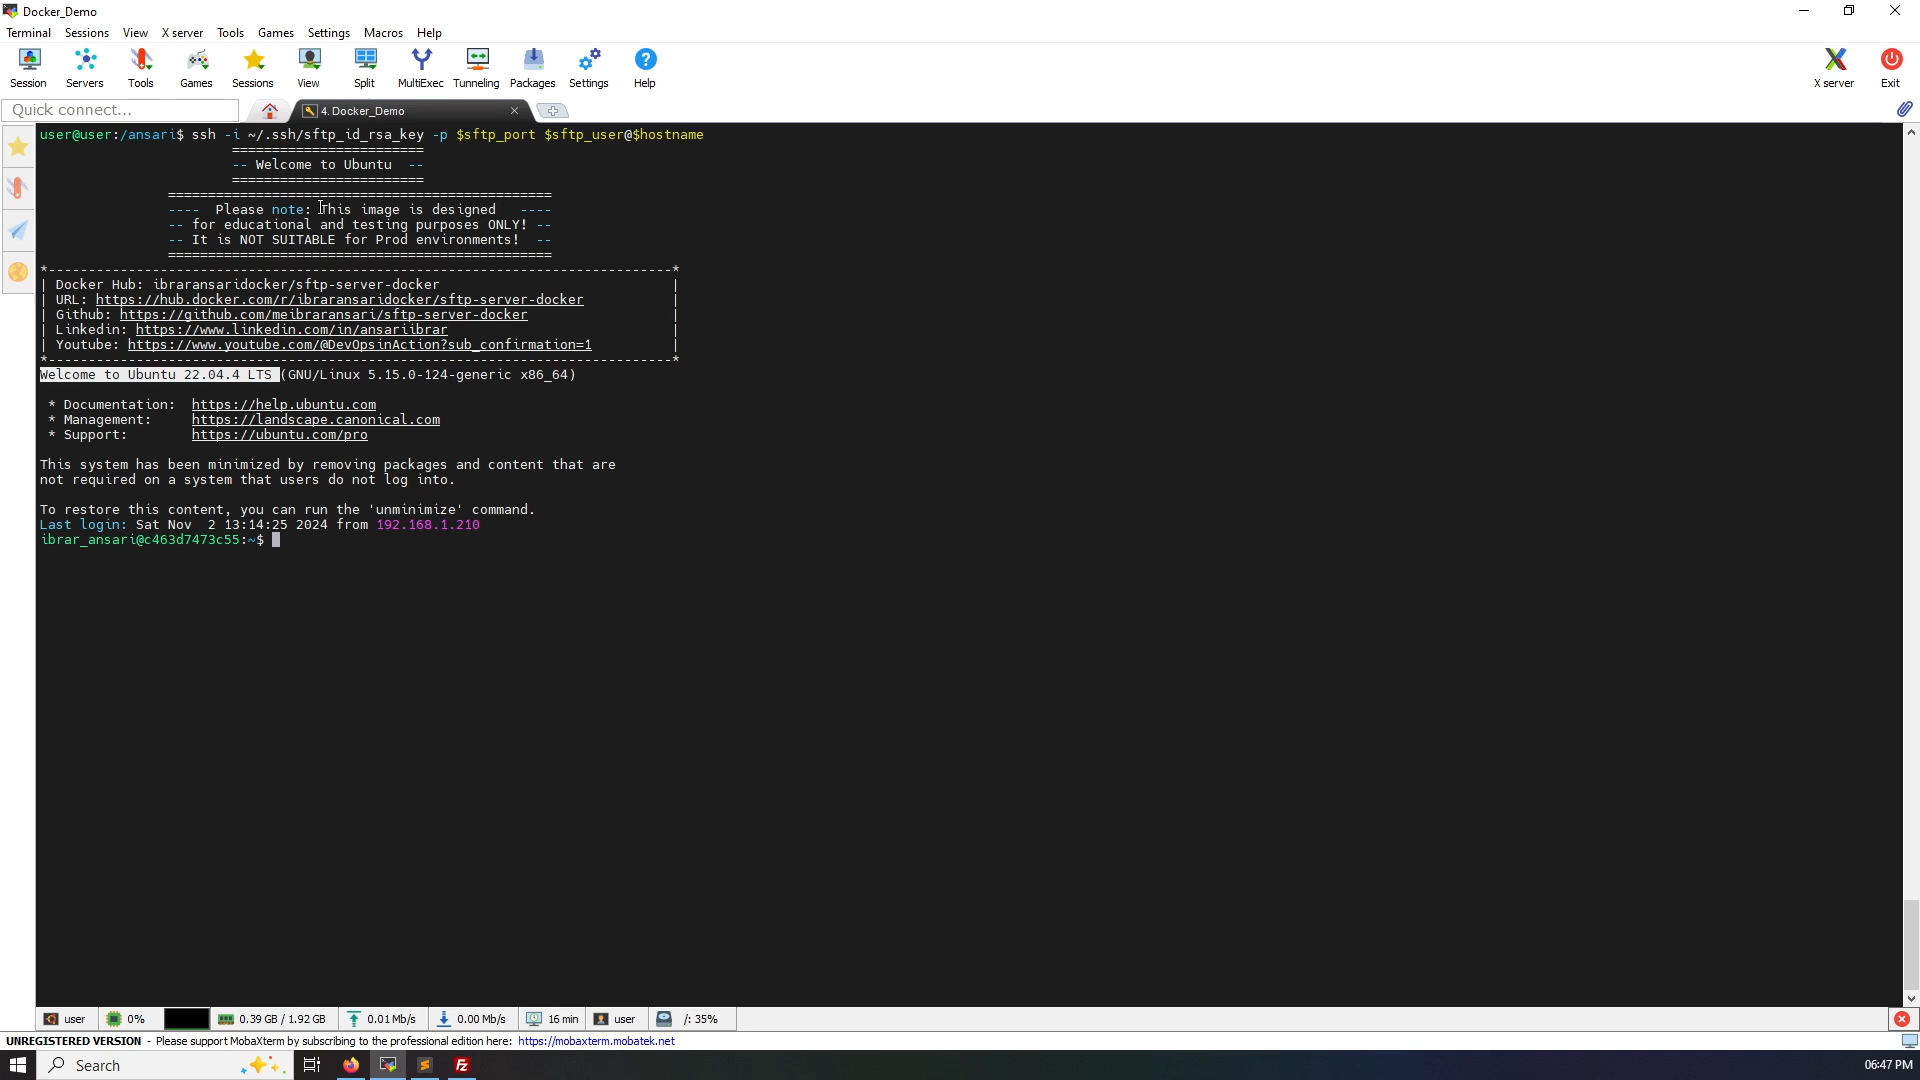 Docker_Demo
Terminal Sessions View X server Tools Games Settings Macros Help
Session Servers Tools Games Sessions View Split MultiExec Tunneling Packages Settings Help X server Exit
Quick connect... 4. Docker_Demo
user@user:/ansari$ ssh -i ~/.ssh/sftp_id_rsa_key -p $sftp_port $sftp_user@$hostname
========================
-- Welcome to Ubuntu --
========================
================================================
---- Please note: This image is designed ----
-- for educational and testing purposes ONLY! --
-- It is NOT SUITABLE for Prod environments! --
================================================
*------------------------------------------------------------------------------*
| Docker Hub: ibraransaridocker/sftp-server-docker |
| URL: https://hub.docker.com/r/ibraransaridocker/sftp-server-docker |
| Github: https://github.com/meibraransari/sftp-server-docker |
| Linkedin: https://www.linkedin.com/in/ansariibrar |
| Youtube: https://www.youtube.com/@DevOpsinAction?sub_confirmation=1 |
*------------------------------------------------------------------------------*
Welcome to Ubuntu 22.04.4 LTS (GNU/Linux 5.15.0-124-generic x86_64)
* Documentation: https://help.ubuntu.com
* Management: https://landscape.canonical.com
* Support: https://ubuntu.com/pro
This system has been minimized by removing packages and content that are
not required on a system that users do not log into.
To restore this content, you can run the 'unminimize' command.
Last login: Sat Nov 2 13:14:25 2024 from 192.168.1.210
ibrar_ansari@c463d7473c55:~$
user 0% 0.39 GB / 1.92 GB 0.01 Mb/s 0.00 Mb/s 16 min user /: 35%
UNREGISTERED VERSION - Please support MobaXterm by subscribing to the professional edition here: https://mobaxterm.mobatek.net
Search 06:47 PM